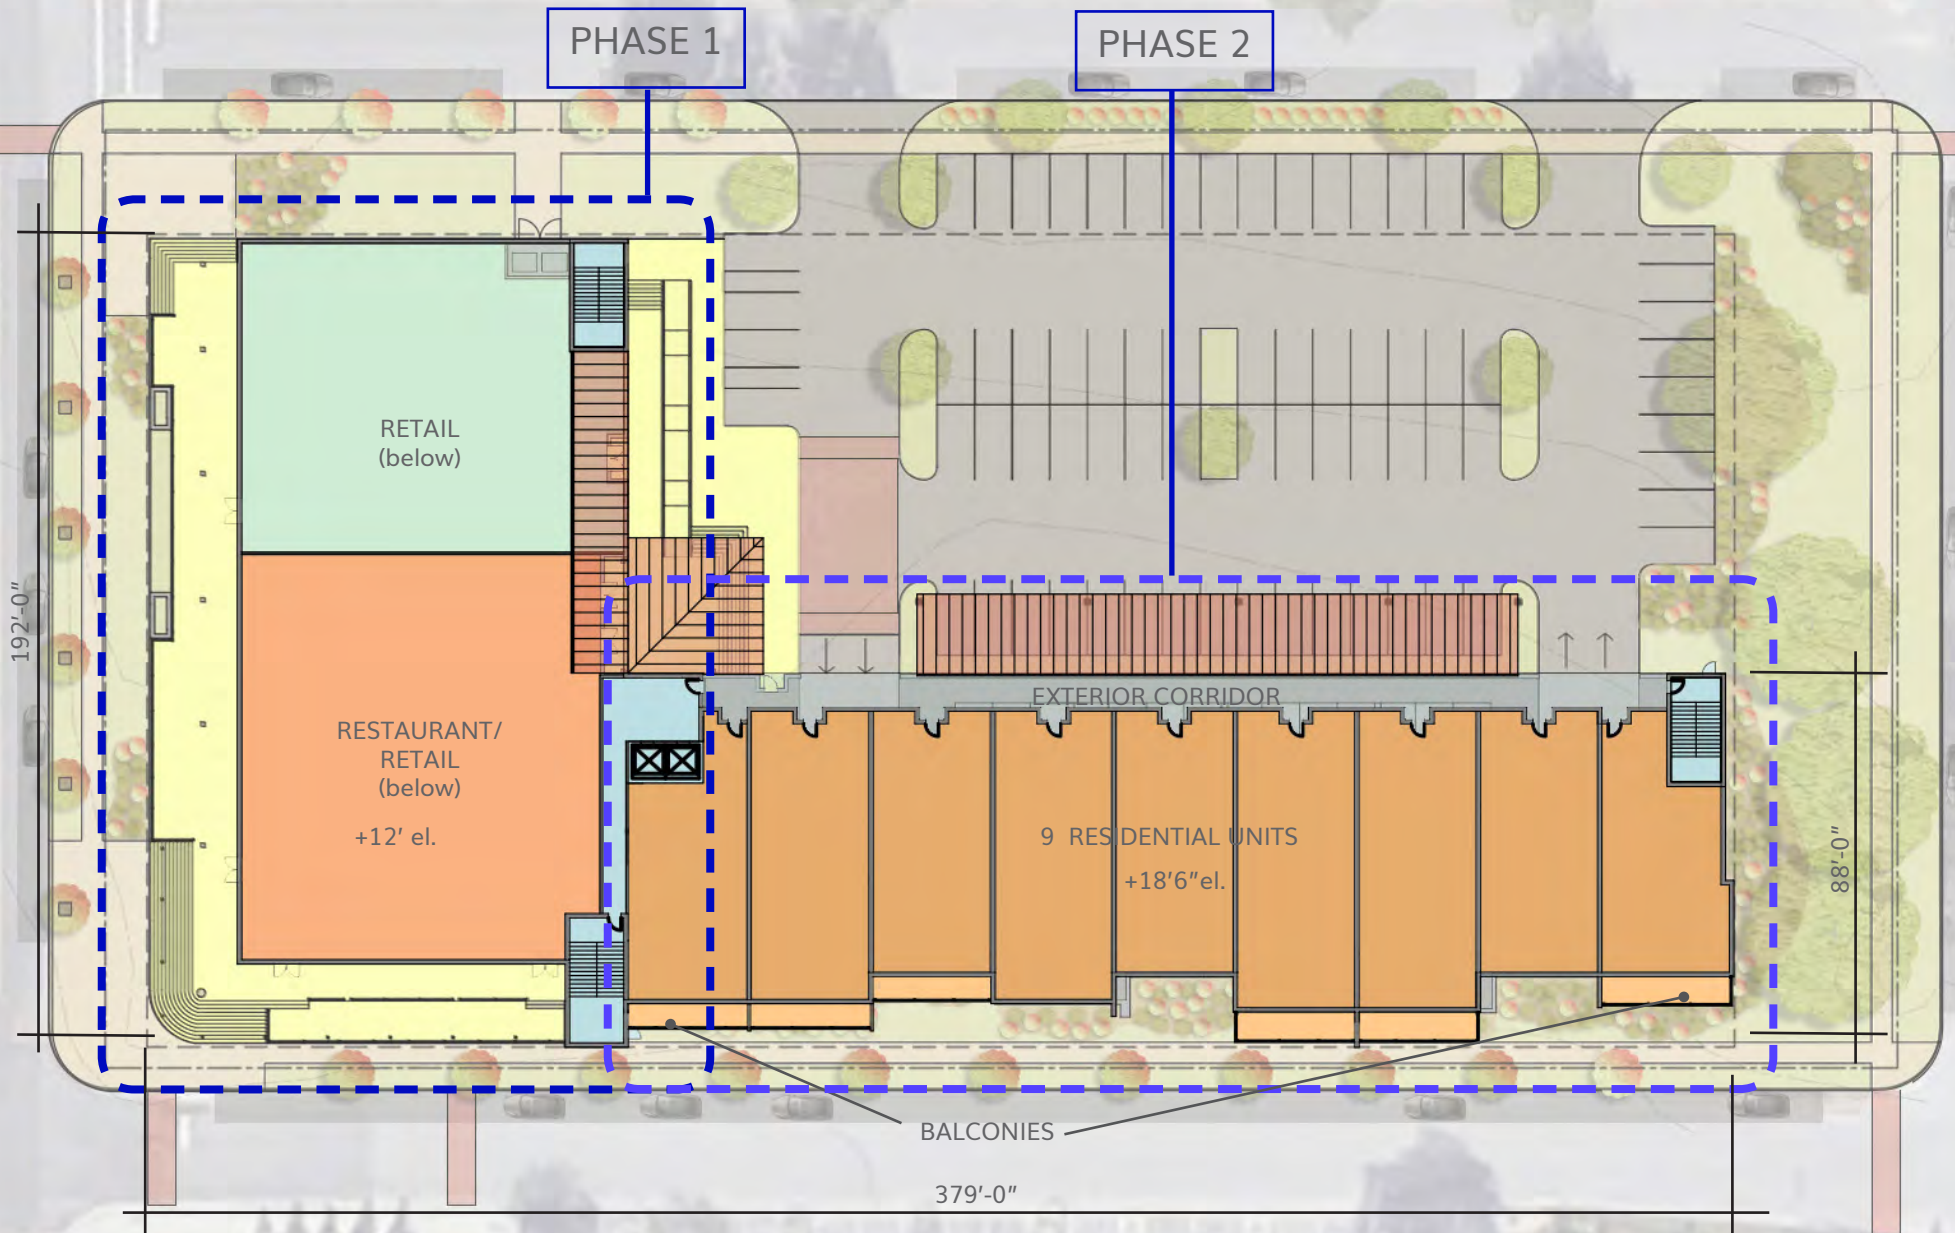 PHASE 1
PHASE 2
RETAIL
(below)
192'-0"
EXTERIOR CORRIDOR
RESTAURANT/
RETAIL
(below)
+12' el.
9 RESIDENTIAL UNITS
+18'6"el.
88'-0"
BALCONIES
379'-0"